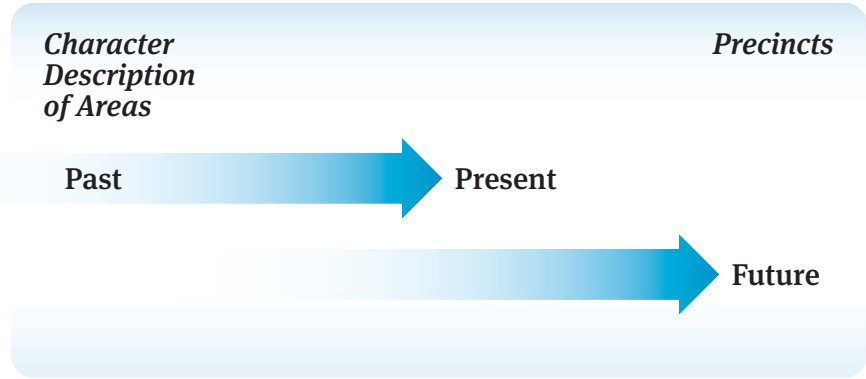 Character
Description
of Areas
Precincts
Past
Present
Future